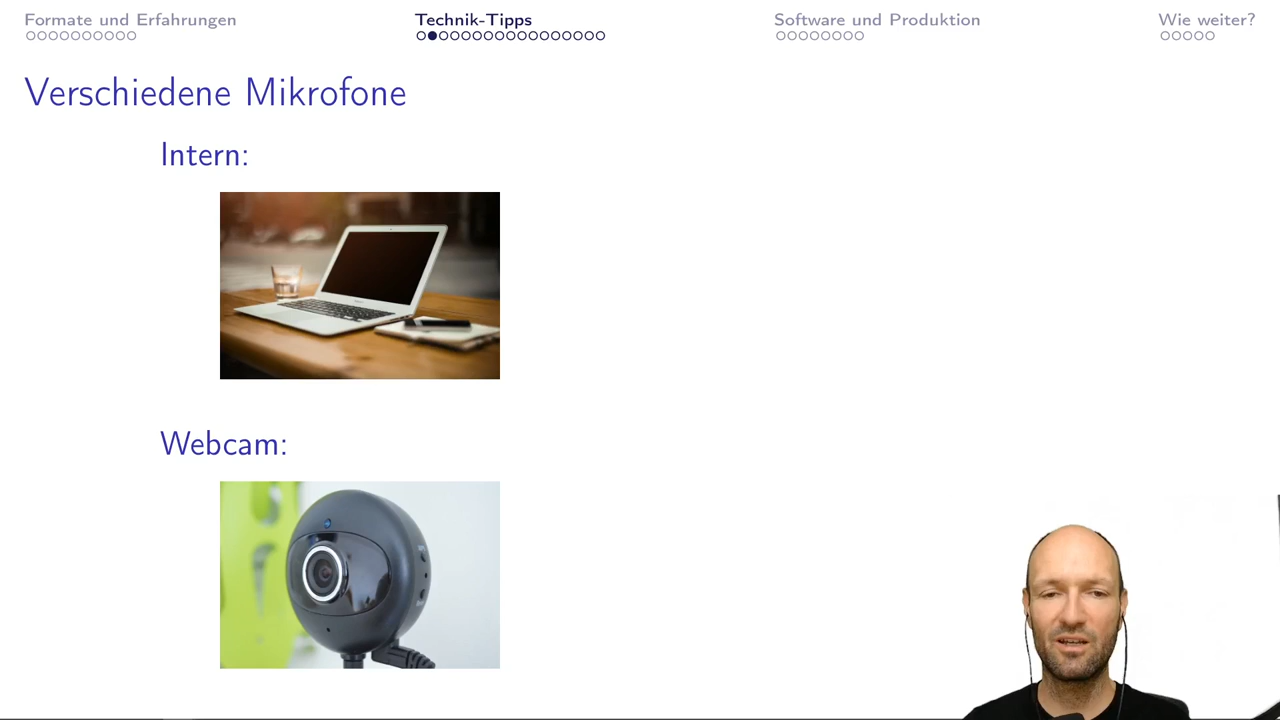 Formate und Erfahrungen
Technik-Tipps
Software und Produktion
Wie weiter?
Verschiedene Mikrofone
Intern:
Webcam: